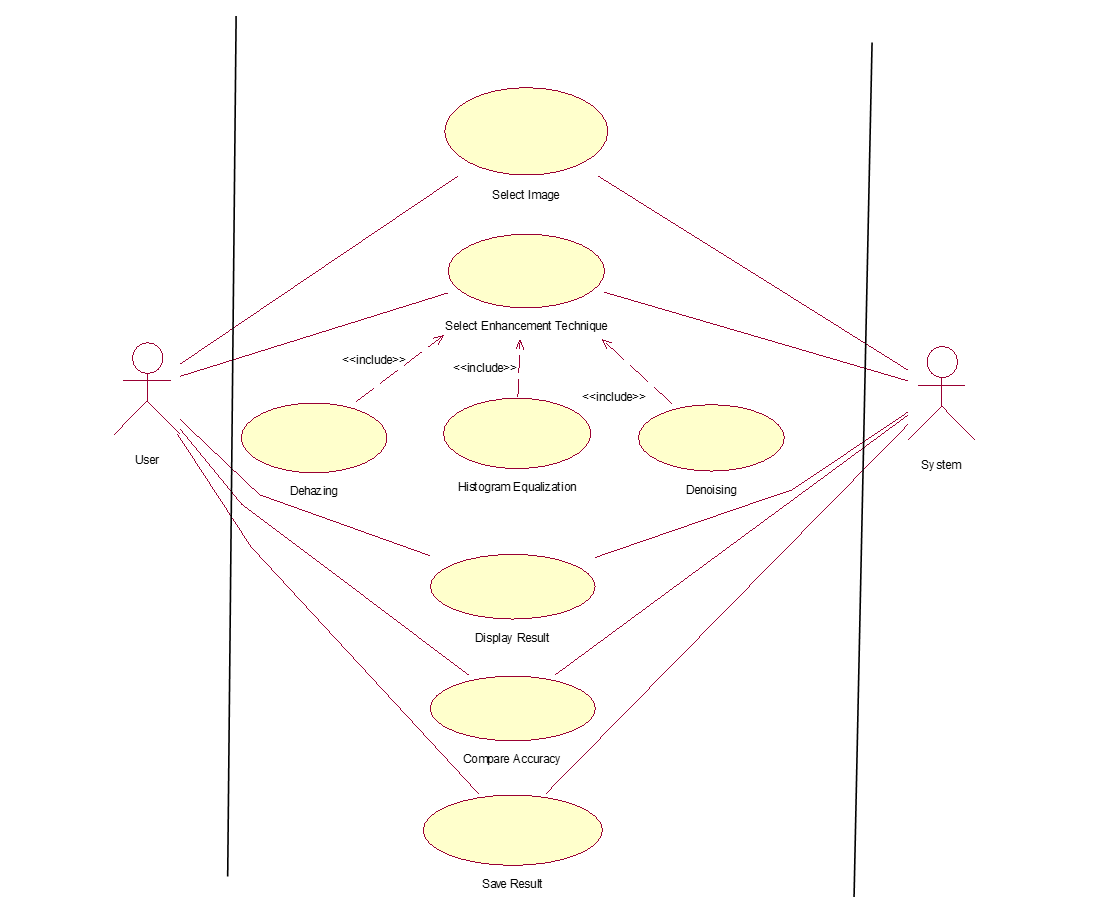 Select Image
Select Enhancement Technique
<<include>>
<<include>>
<<include>>
User
System
Dehazing
Histogram Equalization
Denoising
Display Result
Compare Accuracy
Save Result